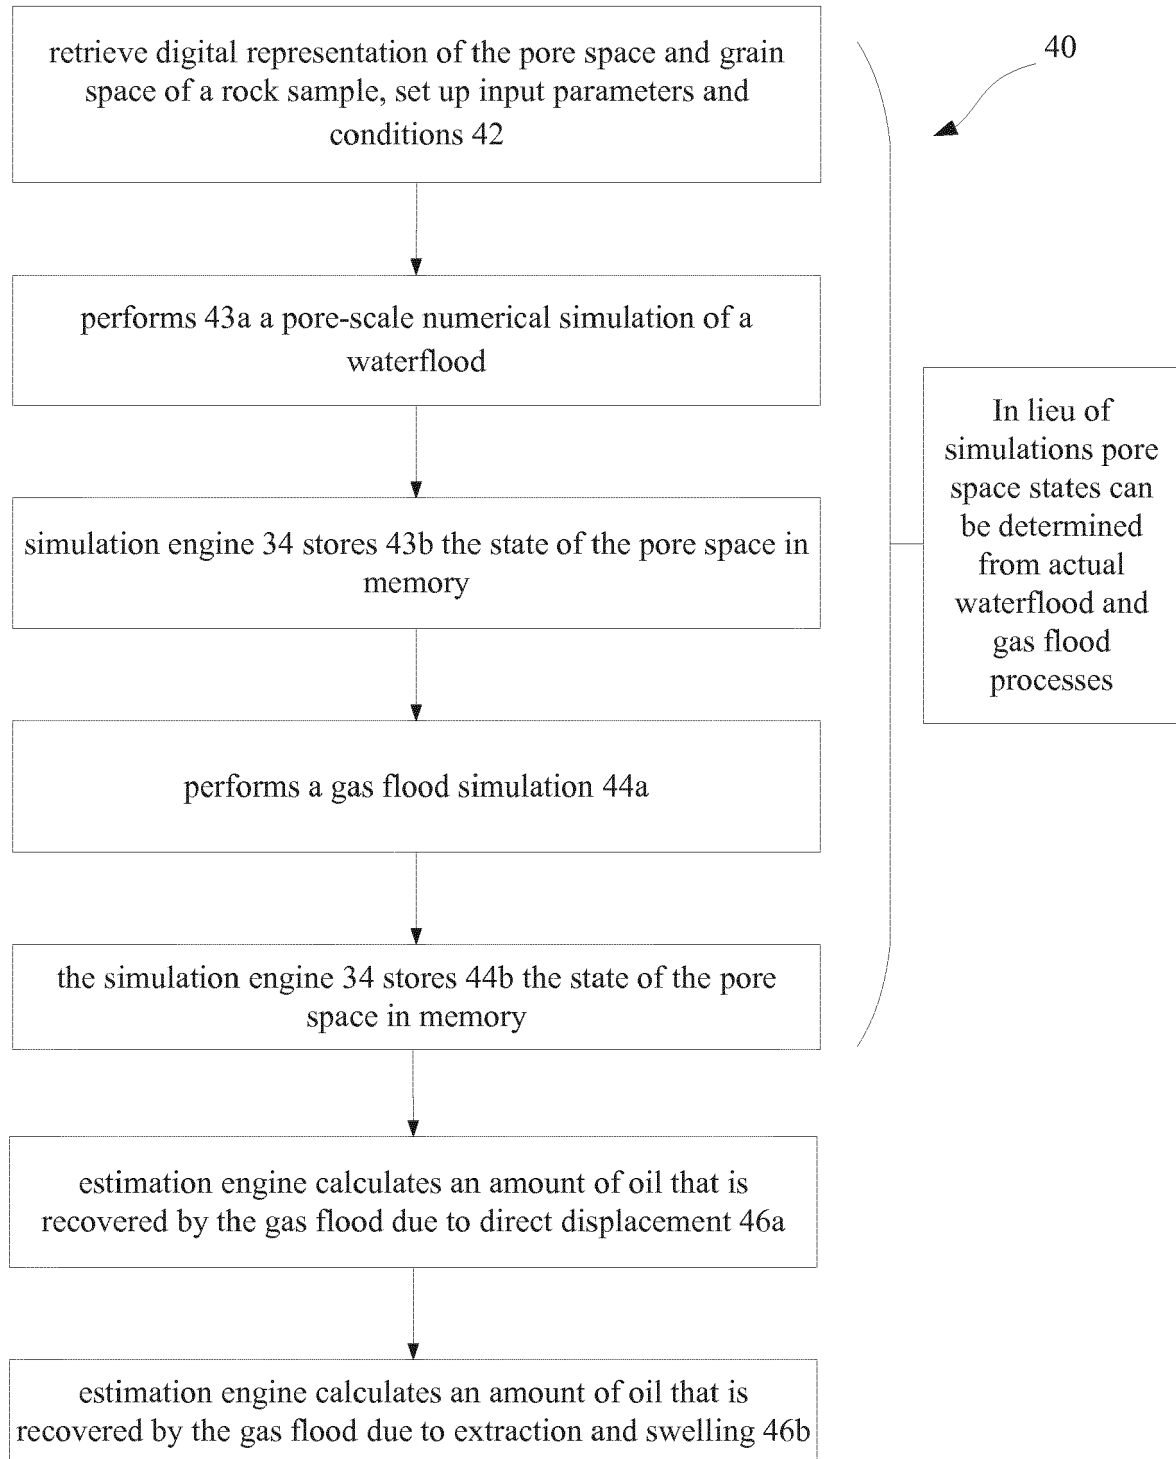 retrieve digital representation of the pore space and grain
space of a rock sample, set up input parameters and
conditions 42
40
performs 43a a pore-scale numerical simulation of a
waterflood
simulation engine 34 stores 43b the state of the pore space in
memory
In lieu of
simulations pore
space states can
be determined
from actual
waterflood and
gas flood
processes
performs a gas flood simulation 44a
the simulation engine 34 stores 44b the state of the pore
space in memory
estimation engine calculates an amount of oil that is
recovered by the gas flood due to direct displacement 46a
estimation engine calculates an amount of oil that is
recovered by the gas flood due to extraction and swelling 46b